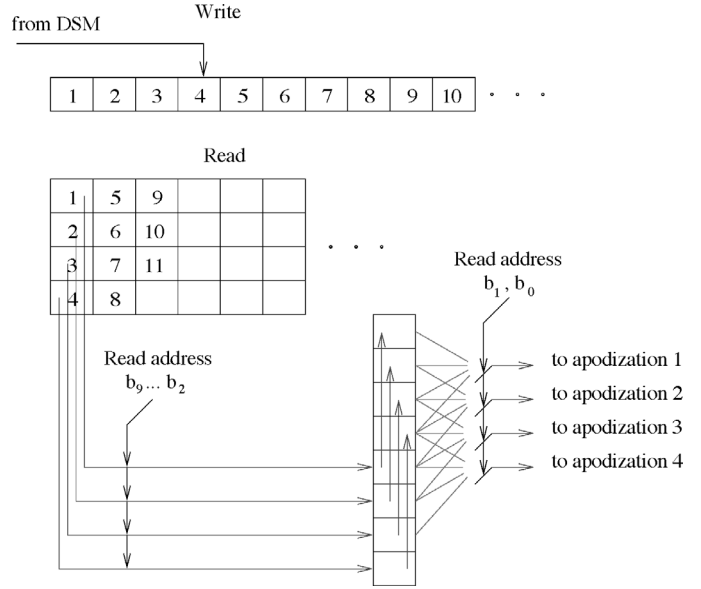 Write
from DSM
1 2 3 4 5 6 7 8 9 10 . . .
Read
1 5 9
2 6 10
3 7 11
4 8
. . .
Read address
b1 , b0
Read address
b9... b2
to apodization 1
to apodization 2
to apodization 3
to apodization 4